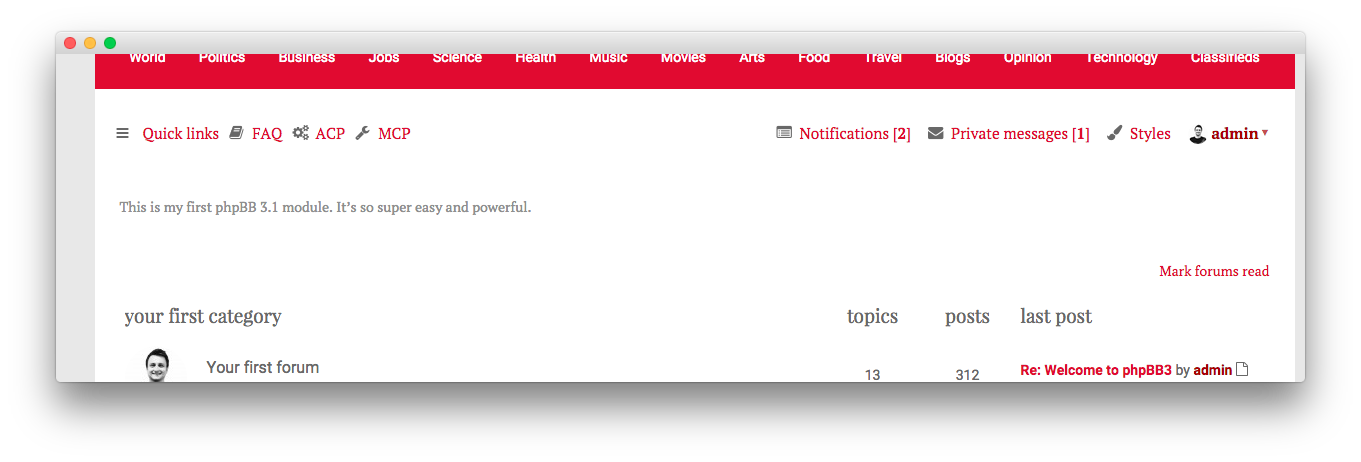 World Politics Business Jobs Science Health Music Movies Arts Food Travel Blogs Opinion Technology Classifieds
Quick links FAQ ACP MCP Notifications [2] Private messages [1] Styles admin
This is my first phpBB 3.1 module. It's so super easy and powerful.
Mark forums read
your first category topics posts last post
Your first forum 13 312 Re: Welcome to phpBB3 by admin